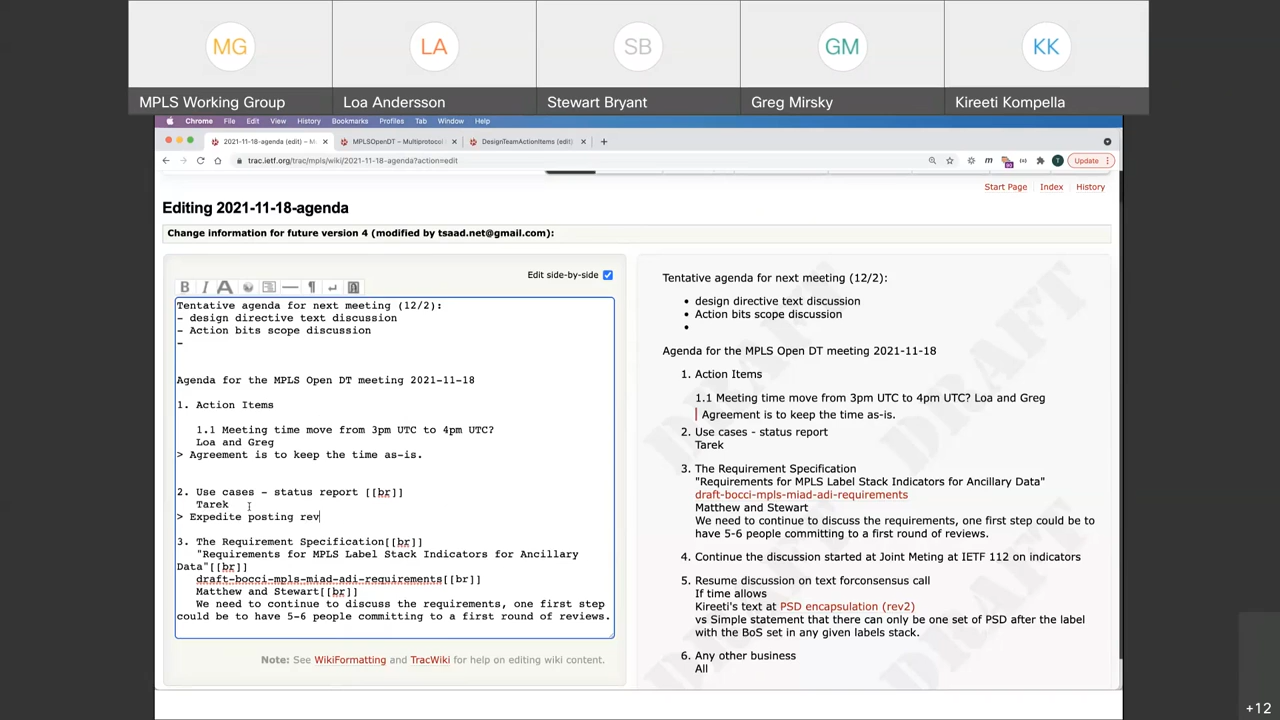 MG
LA
SB
GM
KK
MPLS Working Group
Loa Andersson
Stewart Bryant
Greg Mirsky
Kireeti Kompella
Chrome File Edit View History Bookmarks Profiles Tab Window Help
2021-11-18-agenda (edit) – M
MPLSOpenDT – Multiprotocol
DesignTeamActionItems (edit)
trac.ietf.org/trac/mpls/wiki/2021-11-18-agenda?action=edit
Update
Start Page Index History
Editing 2021-11-18-agenda
Change information for future version 4 (modified by tsaad.net@gmail.com):
Edit side-by-side
B I A
Tentative agenda for next meeting (12/2):
- design directive text discussion
- Action bits scope discussion
-
Agenda for the MPLS Open DT meeting 2021-11-18
1. Action Items
1.1 Meeting time move from 3pm UTC to 4pm UTC?
Loa and Greg
> Agreement is to keep the time as-is.
2. Use cases - status report [[br]]
Tarek
> Expedite posting rev
3. The Requirement Specification[[br]]
"Requirements for MPLS Label Stack Indicators for Ancillary
Data"[[br]]
draft-bocci-mpls-miad-adi-requirements[[br]]
Matthew and Stewart[[br]]
We need to continue to discuss the requirements, one first step
could be to have 5-6 people committing to a first round of reviews.
Note: See WikiFormatting and TracWiki for help on editing wiki content.
Tentative agenda for next meeting (12/2):
• design directive text discussion
• Action bits scope discussion
•
Agenda for the MPLS Open DT meeting 2021-11-18
1. Action Items
1.1 Meeting time move from 3pm UTC to 4pm UTC? Loa and Greg
Agreement is to keep the time as-is.
2. Use cases - status report
Tarek
3. The Requirement Specification
"Requirements for MPLS Label Stack Indicators for Ancillary Data"
draft-bocci-mpls-miad-adi-requirements
Matthew and Stewart
We need to continue to discuss the requirements, one first step could be to
have 5-6 people committing to a first round of reviews.
4. Continue the discussion started at Joint Meting at IETF 112 on indicators
5. Resume discussion on text forconsensus call
If time allows
Kireeti's text at PSD encapsulation (rev2)
vs Simple statement that there can only be one set of PSD after the label
with the BoS set in any given labels stack.
6. Any other business
All
DRAFT DRAFT DRAFT
+12